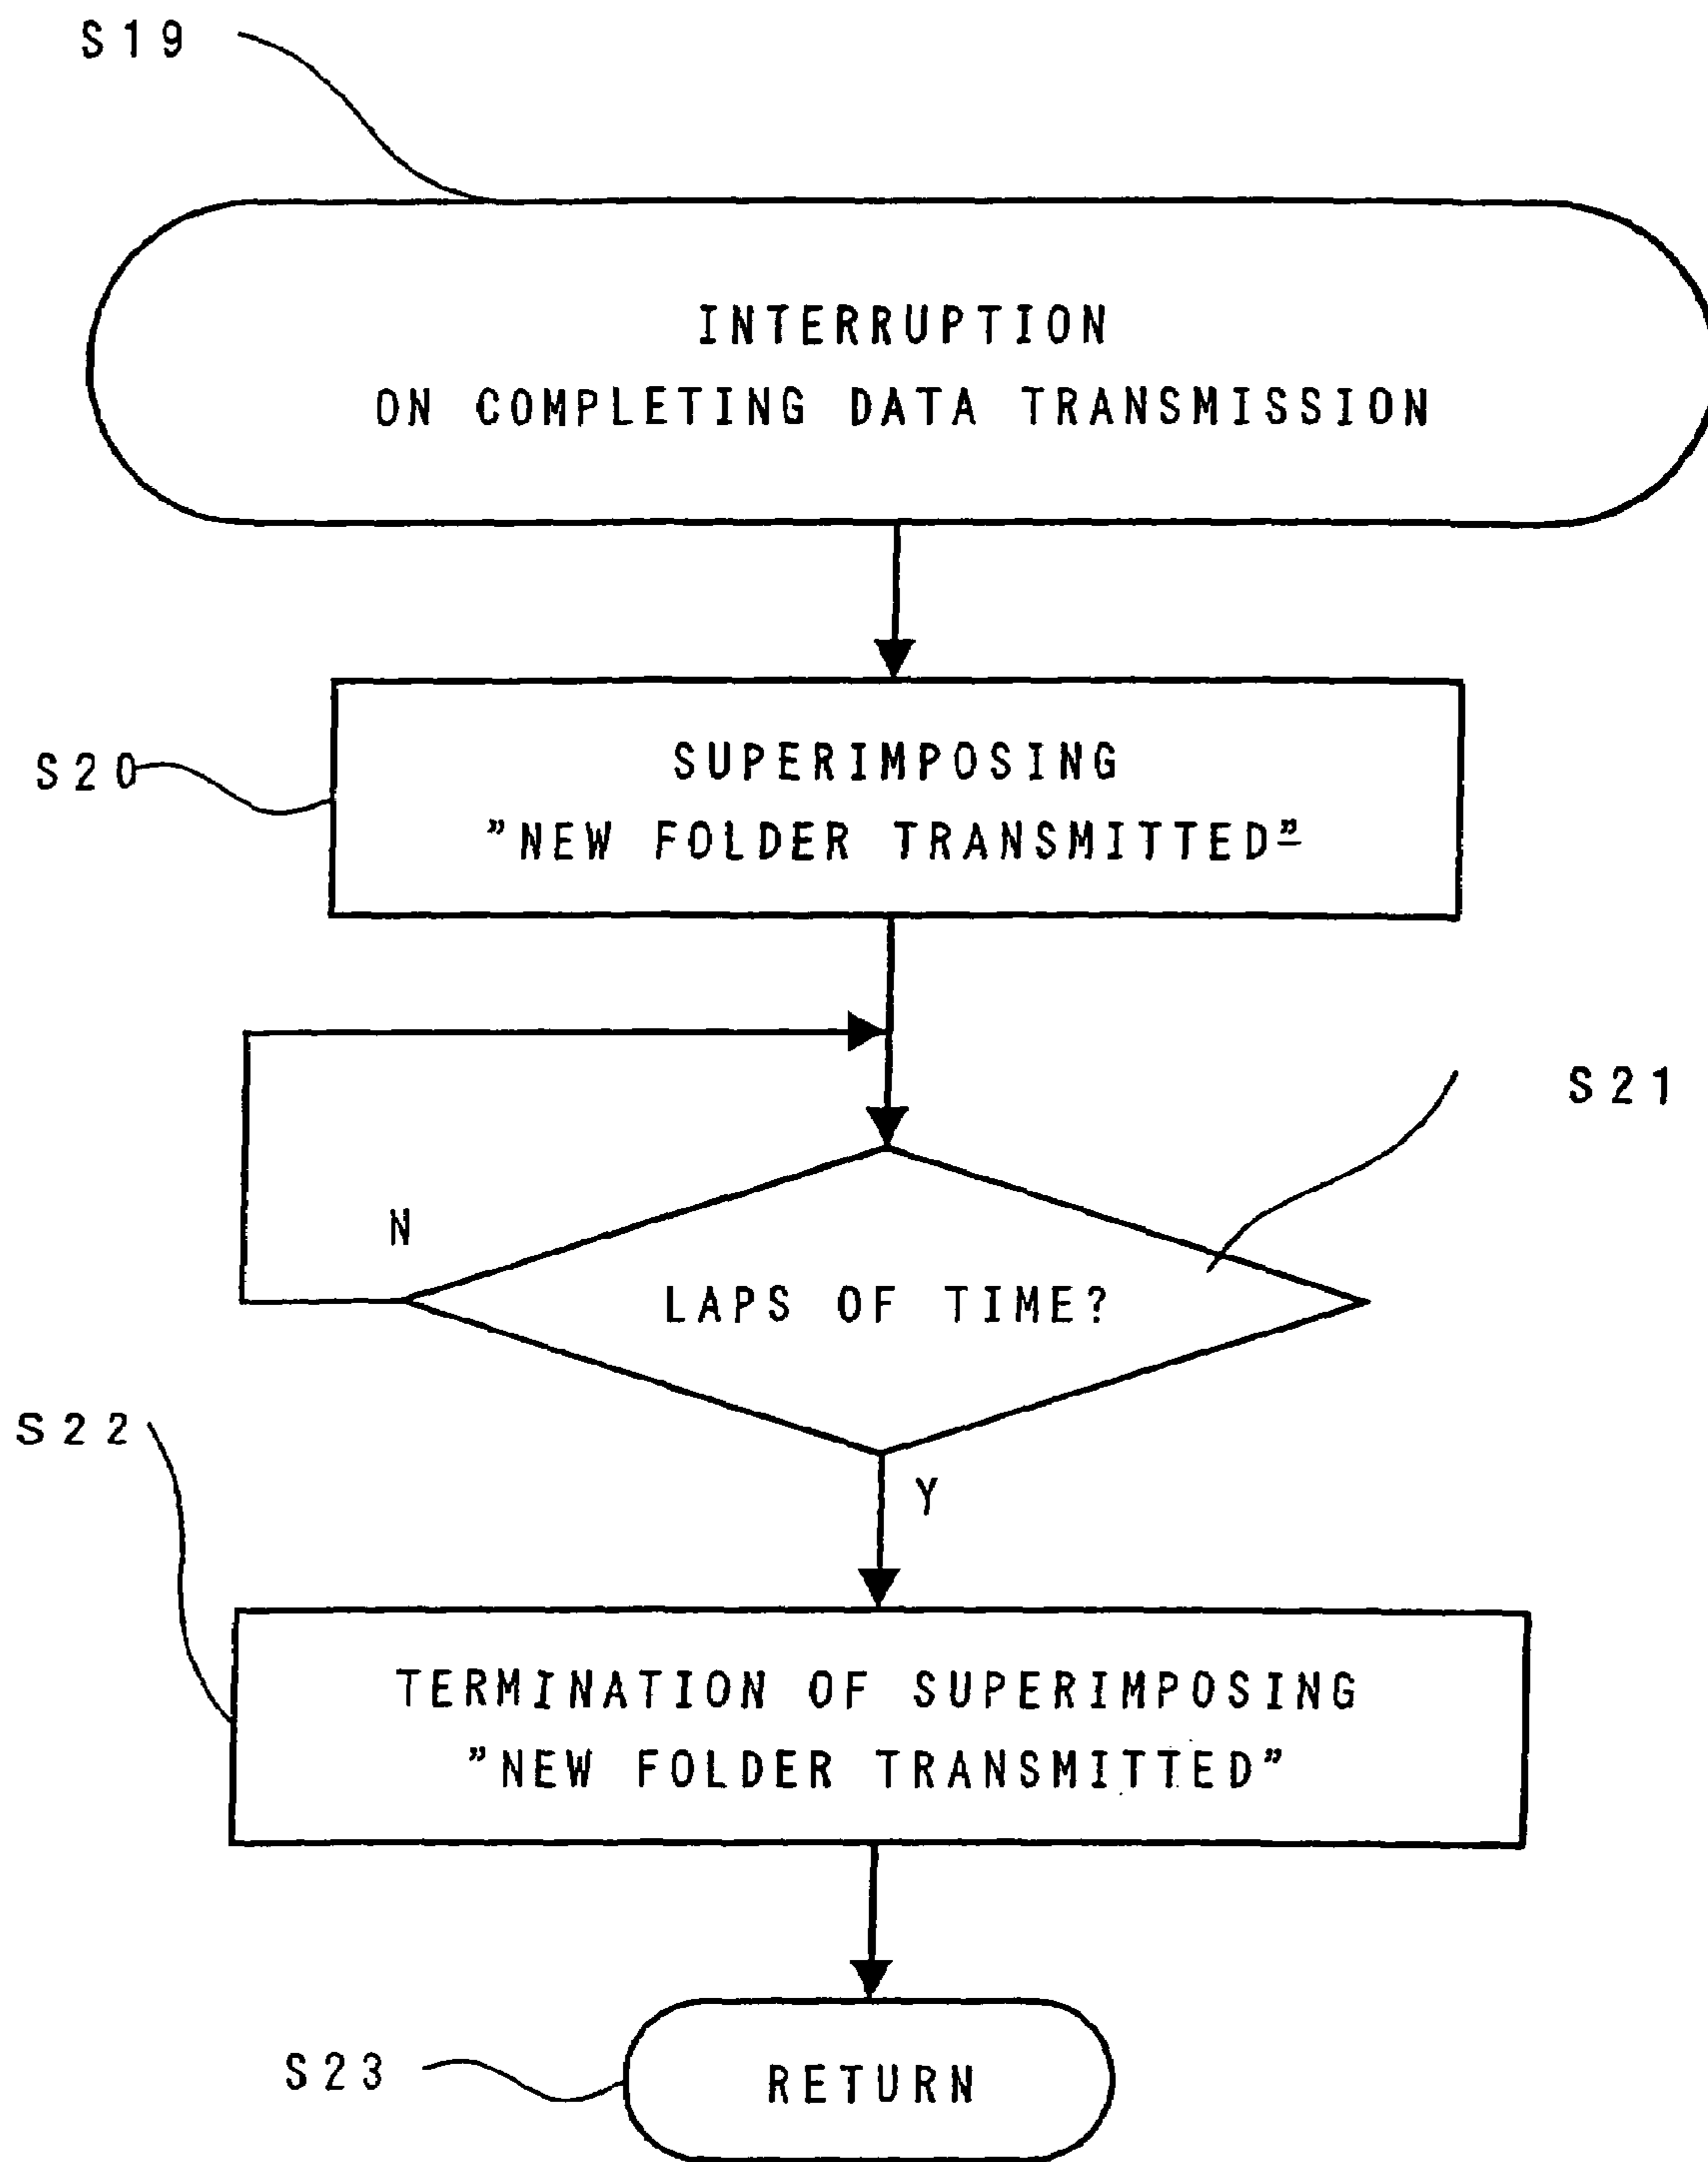 S19
INTERRUPTION
ON COMPLETING DATA TRANSMISSION
S20
SUPERIMPOSING
”NEW FOLDER TRANSMITTED”
S21
N
LAPS OF TIME?
S22
Y
TERMINATION OF SUPERIMPOSING
”NEW FOLDER TRANSMITTED”
S23
RETURN